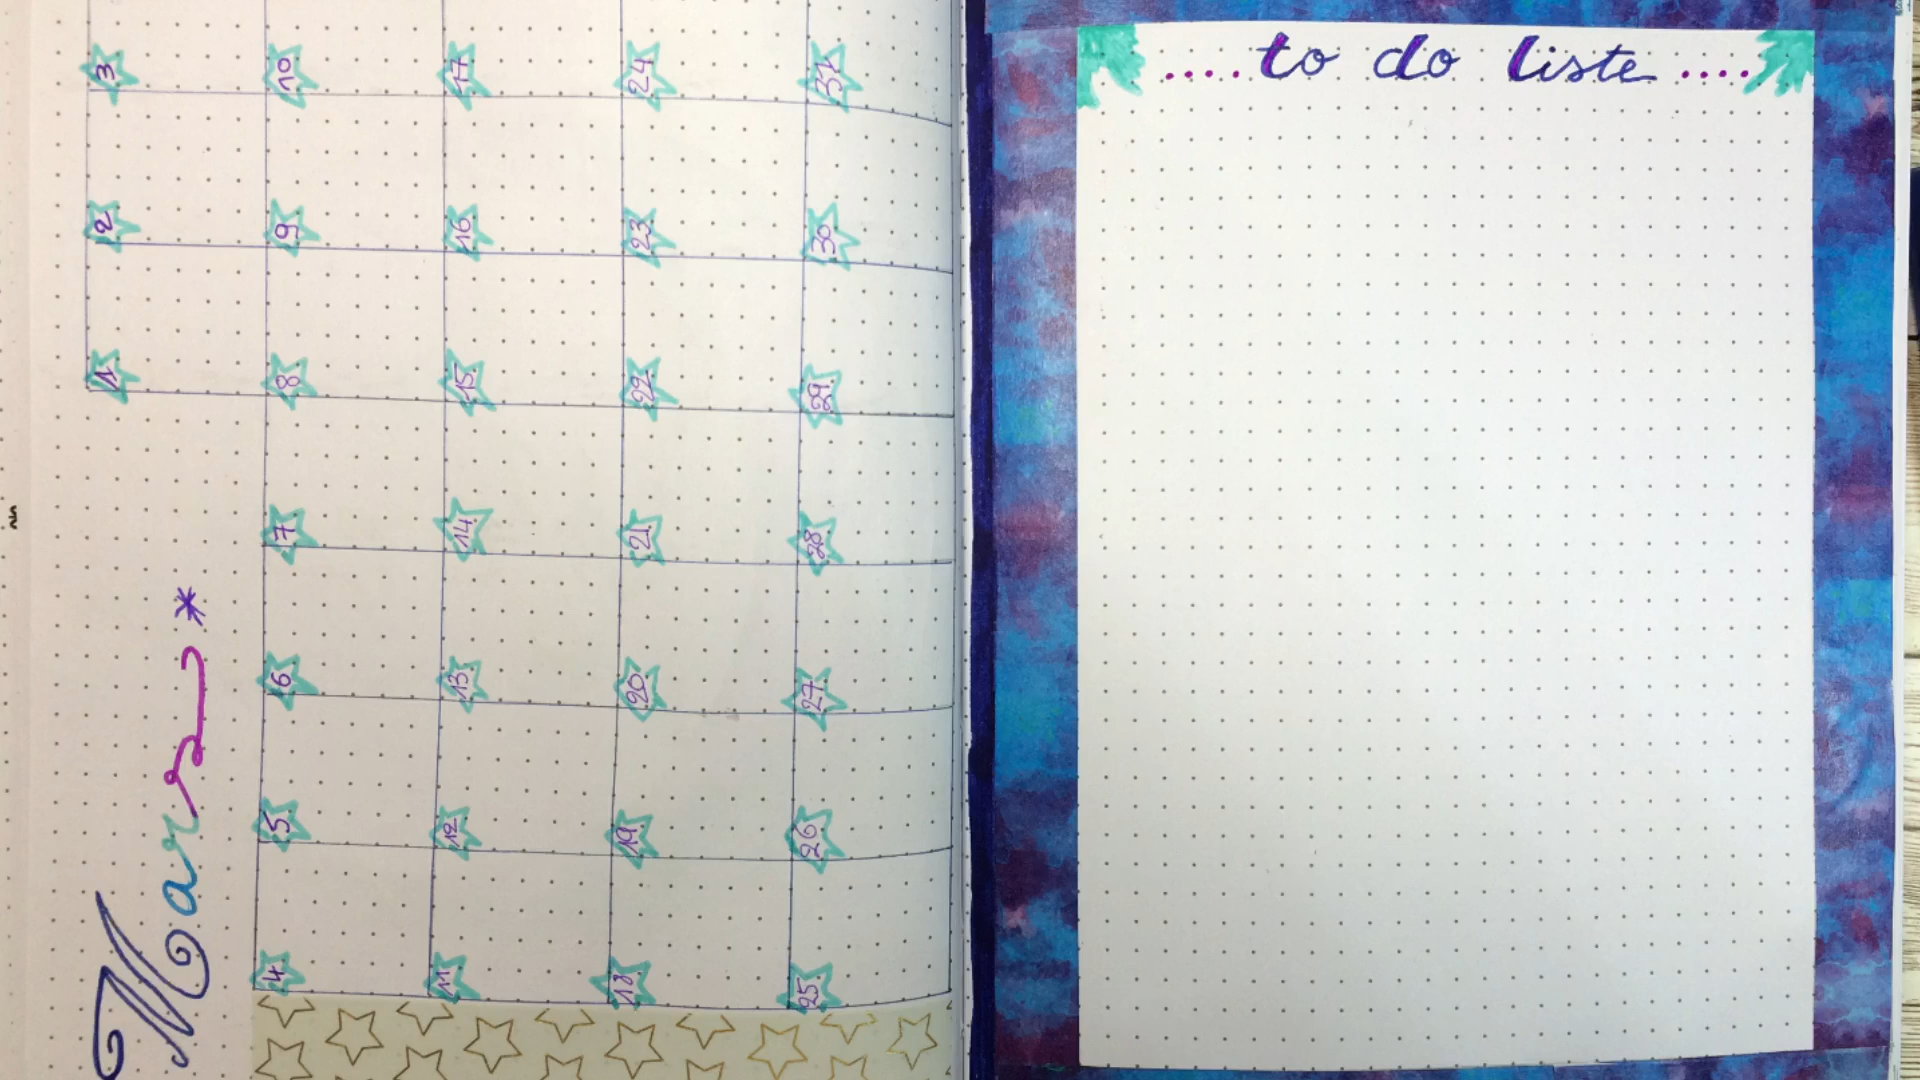 Mars*
1 2 3
4 5 6 7 8 9 10
11 12 13 14 15 16 17
18 19 20 21 22 23 24
25 26 27 28 29 30 31
....to do liste....